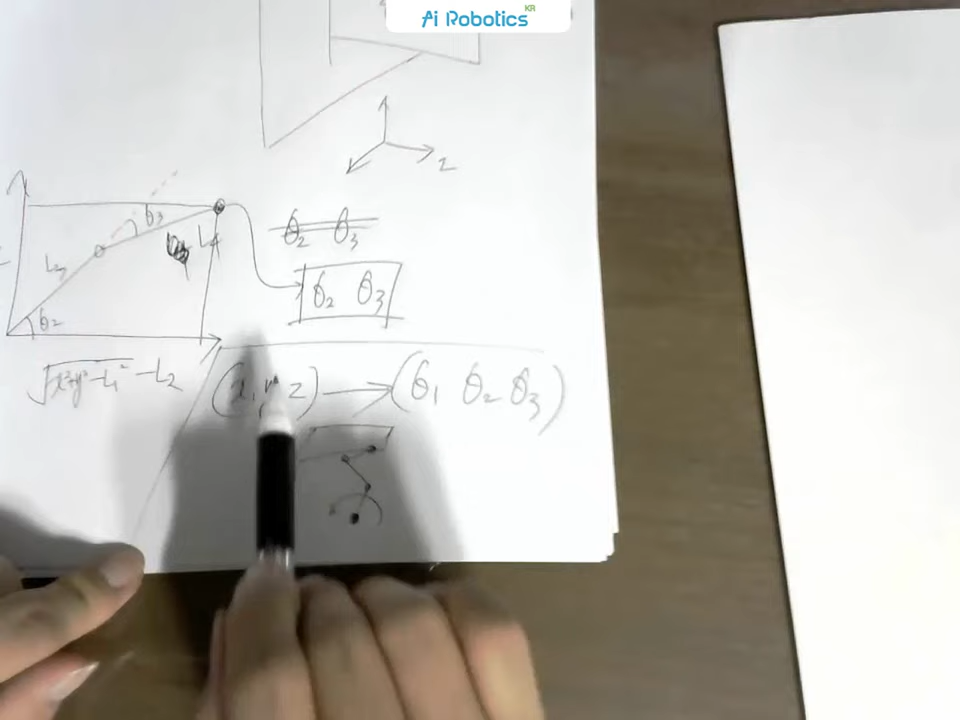 Ai Robotics KR
z
θ3
θ2 θ3
L3
L4
θ2 θ3
θ2
√x²+y²-L1² -L2
(x, y, z) → (θ1 θ2 θ3)